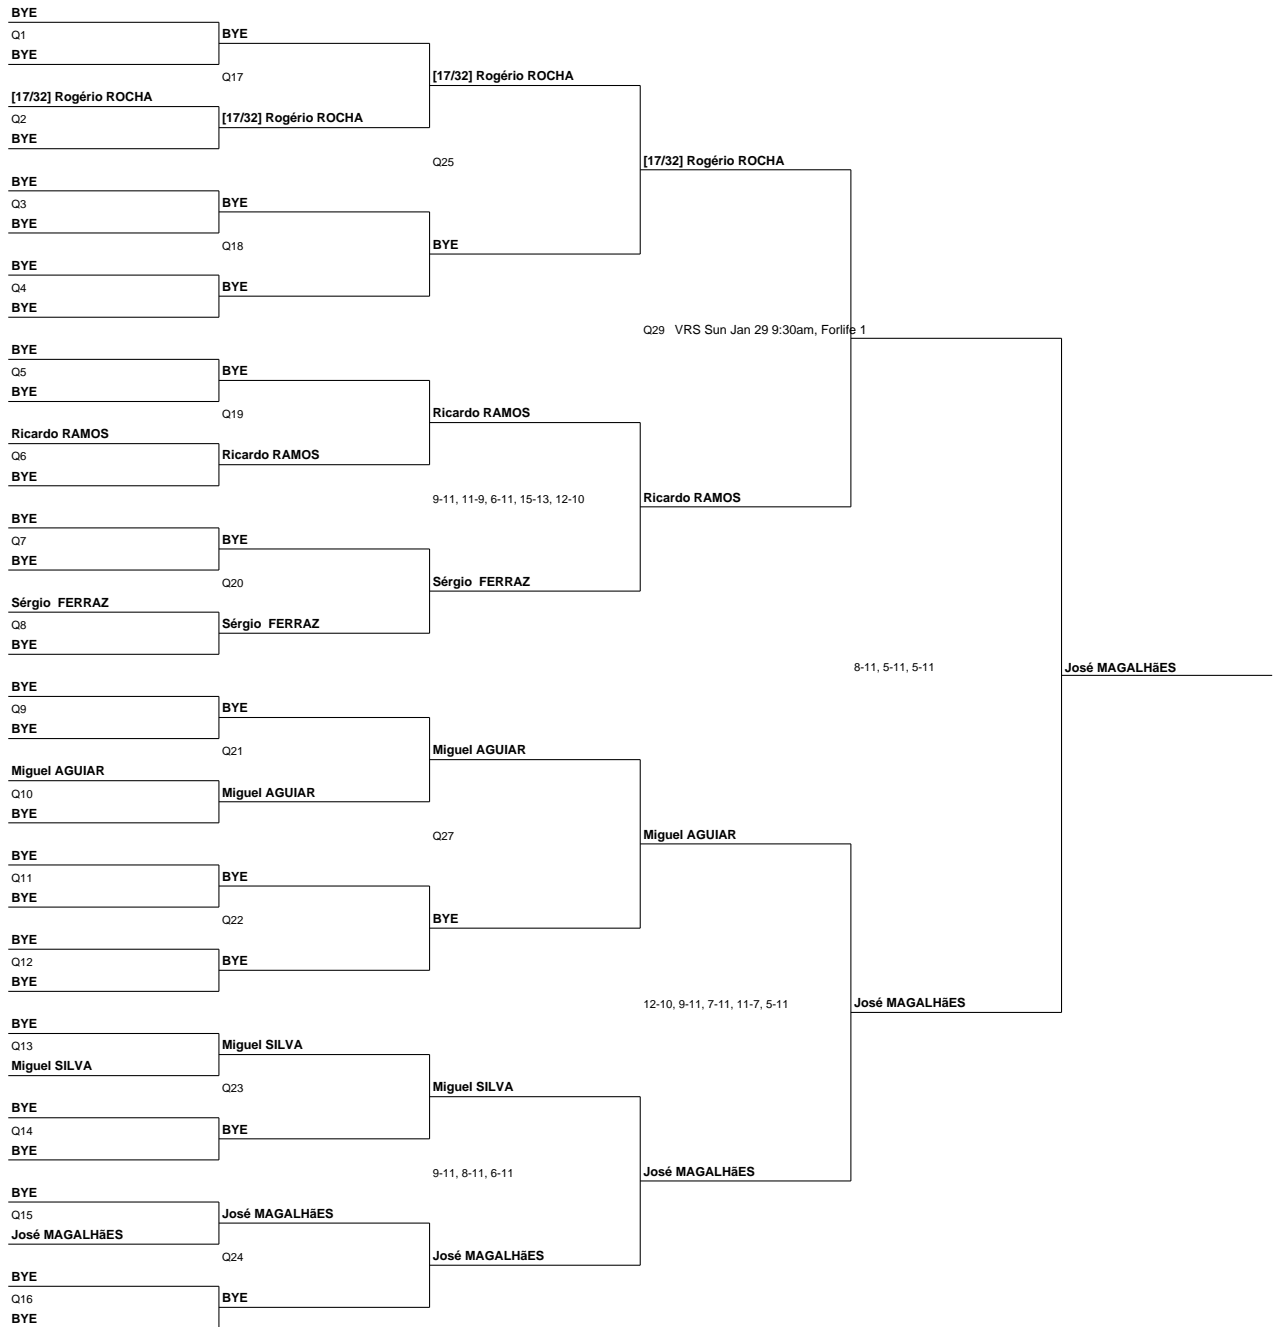 BYE
Q1
BYE
BYE
Q17
[17/32] Rogério ROCHA
[17/32] Rogério ROCHA
Q2
[17/32] Rogério ROCHA
BYE
Q25
[17/32] Rogério ROCHA
BYE
Q3
BYE
BYE
Q18
BYE
BYE
Q4
BYE
BYE
Q29 VRS Sun Jan 29 9:30am, Forlife 1
BYE
Q5
BYE
BYE
Q19
Ricardo RAMOS
Ricardo RAMOS
Q6
Ricardo RAMOS
BYE
9-11, 11-9, 6-11, 15-13, 12-10
Ricardo RAMOS
BYE
Q7
BYE
BYE
Q20
Sérgio FERRAZ
Sérgio FERRAZ
Q8
Sérgio FERRAZ
BYE
8-11, 5-11, 5-11
José MAGALHãES
BYE
Q9
BYE
BYE
Q21
Miguel AGUIAR
Miguel AGUIAR
Q10
Miguel AGUIAR
BYE
Q27
Miguel AGUIAR
BYE
Q11
BYE
BYE
Q22
BYE
BYE
Q12
BYE
BYE
12-10, 9-11, 7-11, 11-7, 5-11
José MAGALHãES
BYE
Q13
Miguel SILVA
Miguel SILVA
Q23
Miguel SILVA
BYE
Q14
BYE
BYE
9-11, 8-11, 6-11
José MAGALHãES
BYE
Q15
José MAGALHãES
José MAGALHãES
Q24
José MAGALHãES
BYE
Q16
BYE
BYE